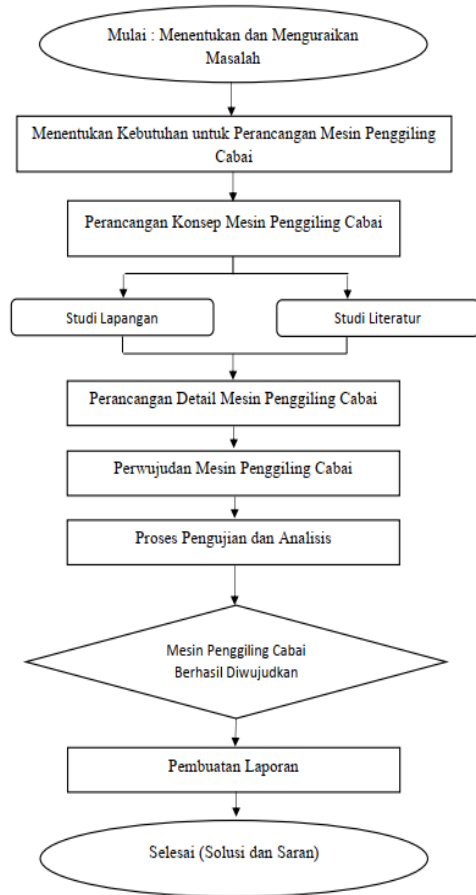 Mulai : Menentukan dan Menguraikan
Masalah
Menentukan Kebutuhan untuk Perancangan Mesin Penggiling
Cabai
Perancangan Konsep Mesin Penggiling Cabai
Studi Lapangan
Studi Literatur
Perancangan Detail Mesin Penggiling Cabai
Perwujudan Mesin Penggiling Cabai
Proses Pengujian dan Analisis
Mesin Penggiling Cabai
Berhasil Diwujudkan
Pembuatan Laporan
Selesai (Solusi dan Saran)